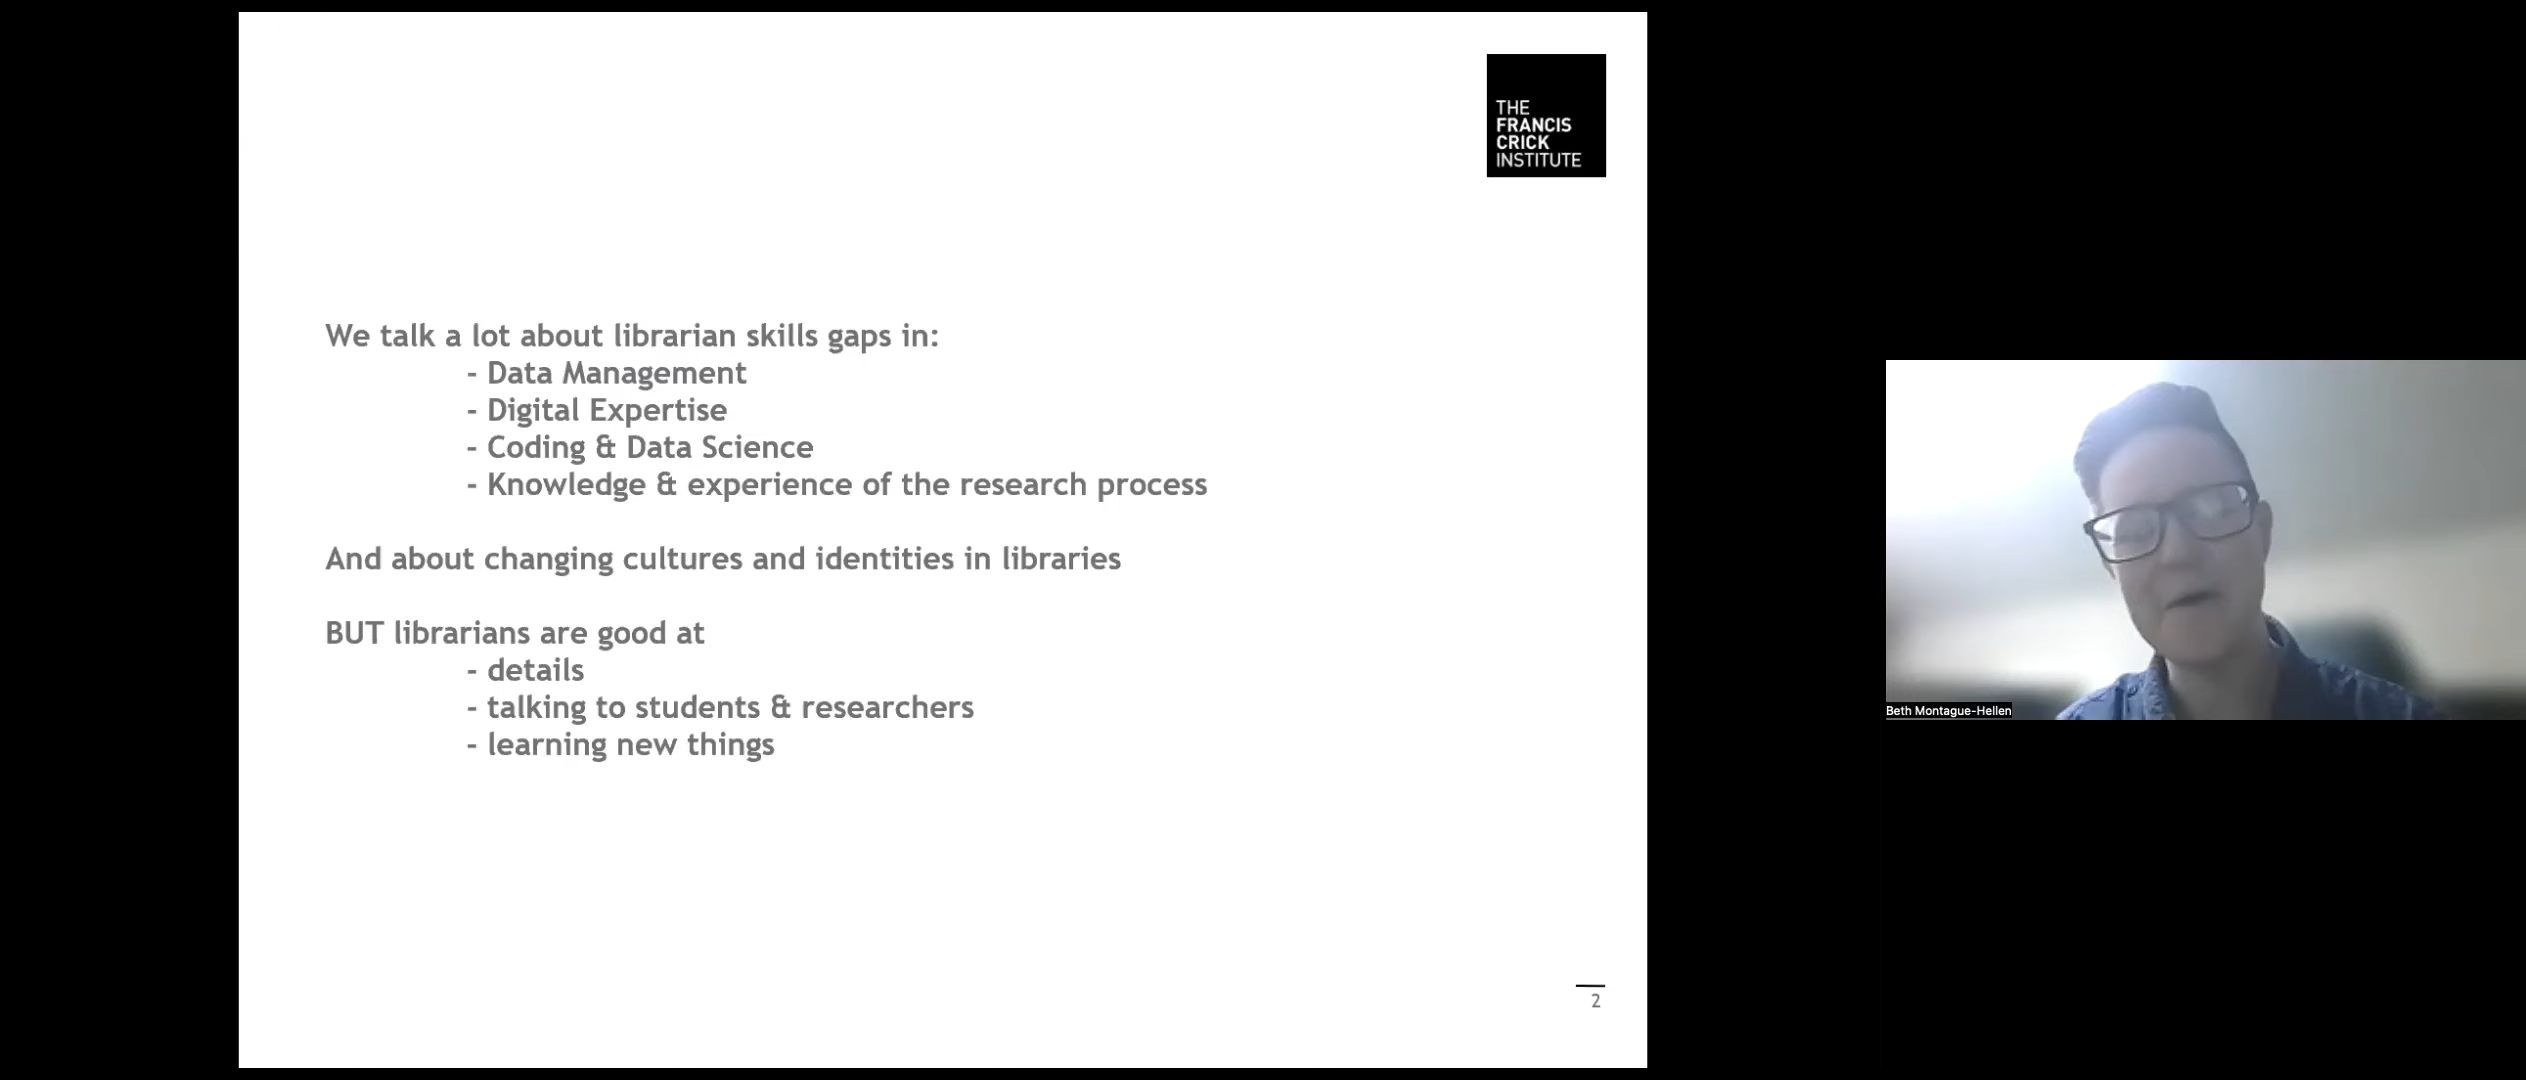 THE
FRANCIS
CRICK
INSTITUTE
We talk a lot about librarian skills gaps in:
- Data Management
- Digital Expertise
- Coding & Data Science
- Knowledge & experience of the research process
And about changing cultures and identities in libraries
BUT librarians are good at
- details
- talking to students & researchers
- learning new things
2
Beth Montague-Hellen